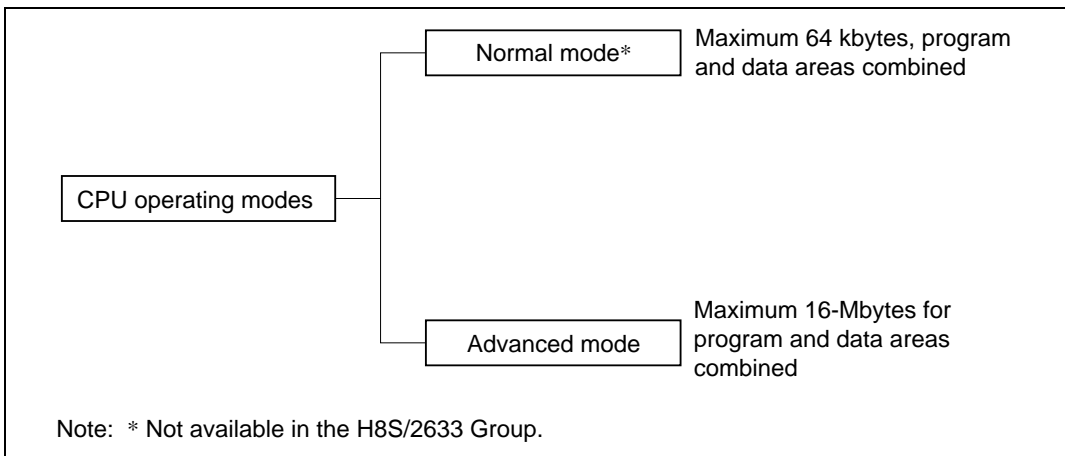 Normal mode*
Maximum 64 kbytes, program
and data areas combined
CPU operating modes
Advanced mode
Maximum 16-Mbytes for
program and data areas
combined
Note: * Not available in the H8S/2633 Group.